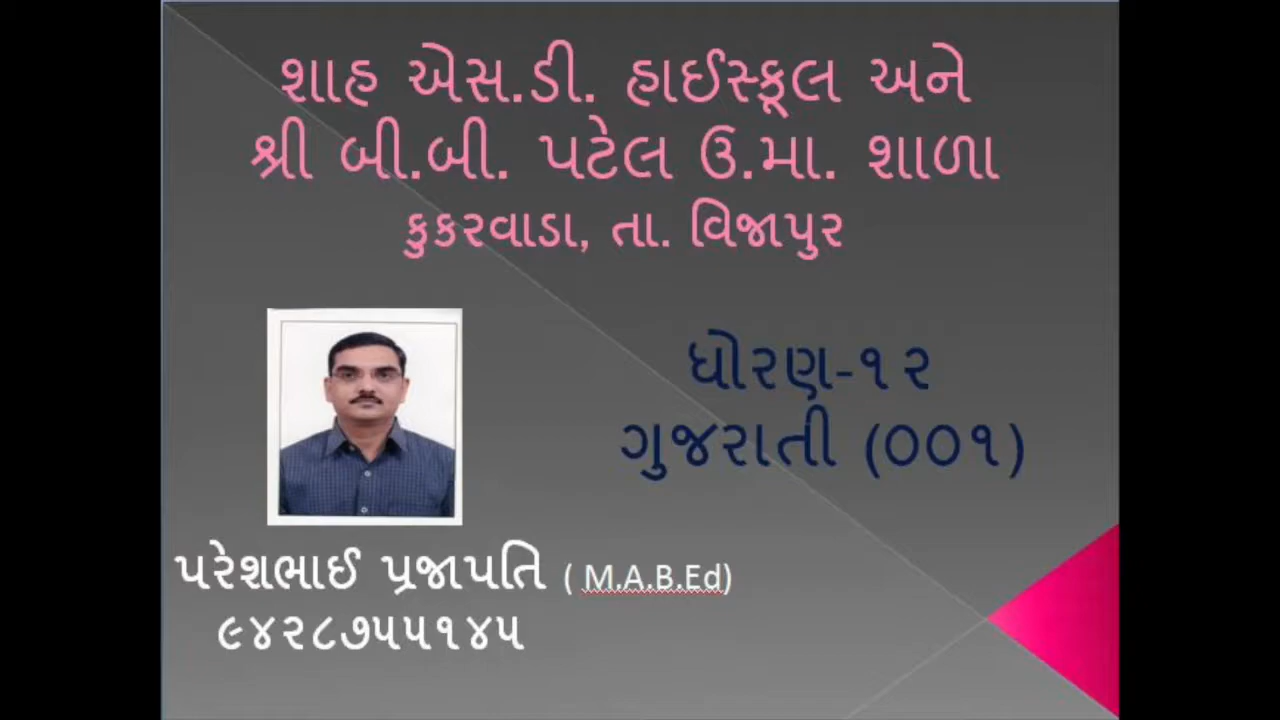 શાહ એસ.ડી. હાઈસ્કૂલ અને
શ્રી બી.બી. પટેલ ઉ.મા. શાળા
કુકરવાડા, તા. વિજાપુર
ધોરણ-૧૨
ગુજરાતી (૦૦૧)
પરેશભાઈ પ્રજાપતિ ( M.A.B.Ed)
૯૪૨૮૭૫૫૧૪૫